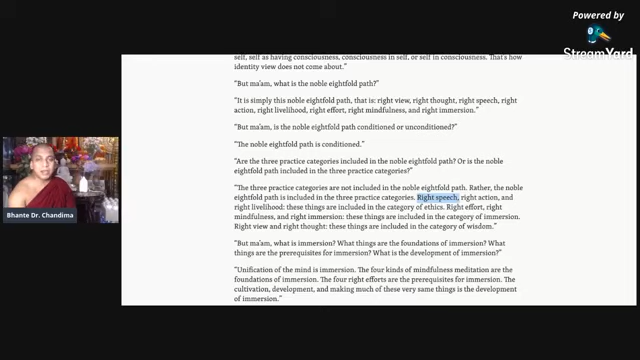 Powered by
StreamYard
self, self as having consciousness, consciousness in self, or self in consciousness. That's how
identity view does not come about.”
“But ma'am, what is the noble eightfold path?”
“It is simply this noble eightfold path, that is: right view, right thought, right speech, right
action, right livelihood, right effort, right mindfulness, and right immersion.”
“But ma'am, is the noble eightfold path conditioned or unconditioned?”
“The noble eightfold path is conditioned.”
“Are the three practice categories included in the noble eightfold path? Or is the noble
eightfold path included in the three practice categories?”
“The three practice categories are not included in the noble eightfold path. Rather, the noble
eightfold path is included in the three practice categories. Right speech, right action, and
right livelihood: these things are included in the category of ethics. Right effort, right
mindfulness, and right immersion: these things are included in the category of immersion.
Right view and right thought: these things are included in the category of wisdom.”
“But ma'am, what is immersion? What things are the foundations of immersion? What
things are the prerequisites for immersion? What is the development of immersion?”
“Unification of the mind is immersion. The four kinds of mindfulness meditation are the
foundations of immersion. The four right efforts are the prerequisites for immersion. The
cultivation, development, and making much of these very same things is the development
of immersion.”
Bhante Dr. Chandima